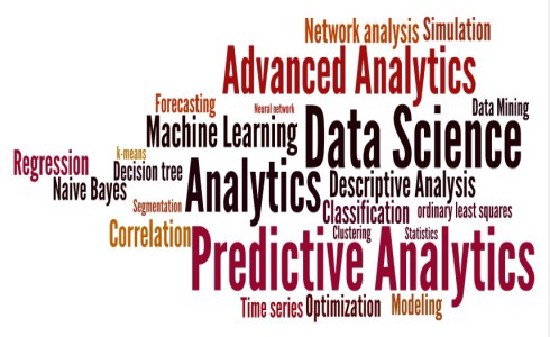 Network analysis
Simulation
Advanced Analytics
Forecasting
Neural network
Data Mining
Machine Learning
Data Science
Regression
k-means
Decision tree
Naive Bayes
Analytics
Descriptive Analysis
Segmentation
Classification
ordinary least squares
Correlation
Clustering
Statistics
Predictive Analytics
Time series
Optimization
Modeling